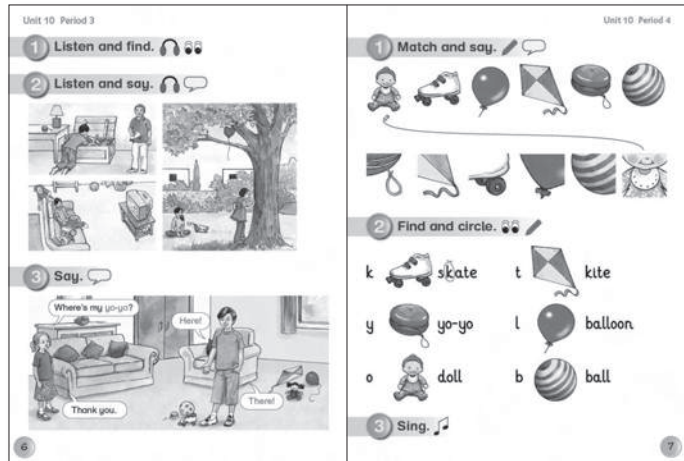 Unit 10 Period 3
1 Listen and find.
2 Listen and say.
3 Say.
Where's my yo-yo?
Here!
Thank you.
There!
6
Unit 10 Period 4
1 Match and say.
2 Find and circle.
k skate
t kite
y yo-yo
l balloon
o doll
b ball
3 Sing.
7